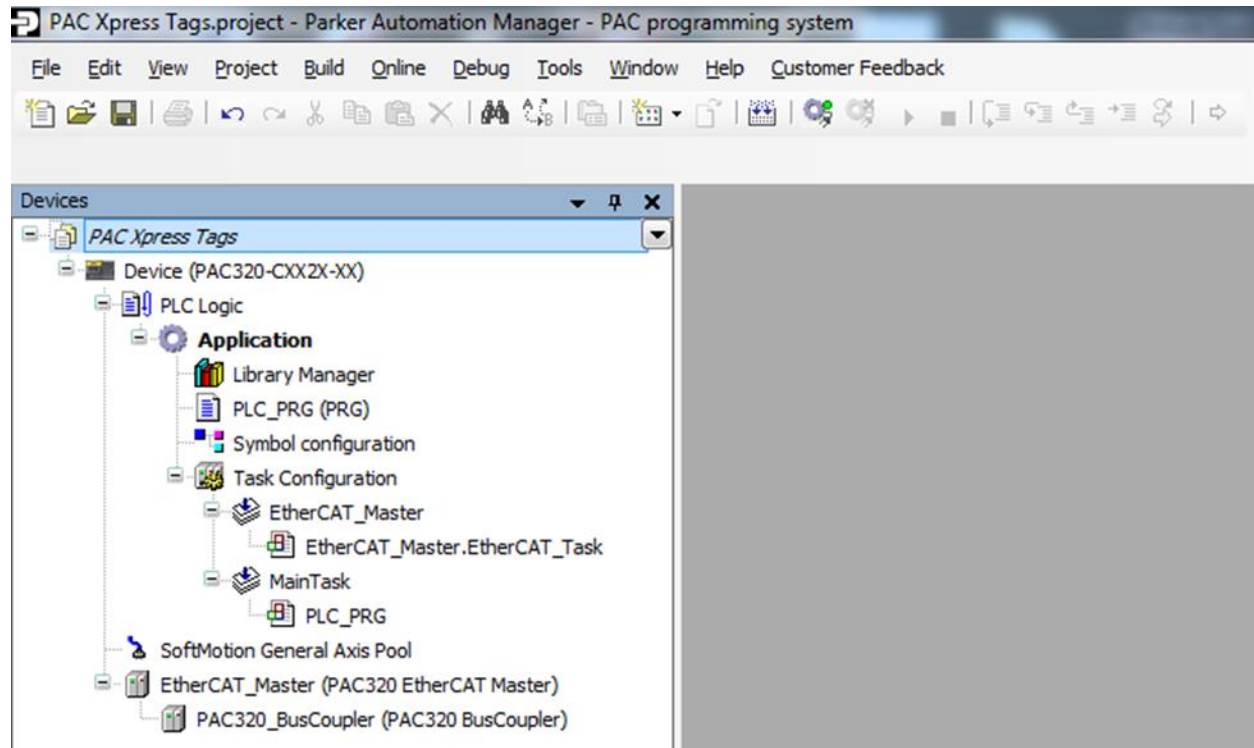 PAC Xpress Tags.project - Parker Automation Manager - PAC programming system
File Edit View Project Build Online Debug Tools Window Help Customer Feedback
Devices
PAC Xpress Tags
Device (PAC320-CXX2X-XX)
PLC Logic
Application
Library Manager
PLC_PRG (PRG)
Symbol configuration
Task Configuration
EtherCAT_Master
EtherCAT_Master.EtherCAT_Task
MainTask
PLC_PRG
SoftMotion General Axis Pool
EtherCAT_Master (PAC320 EtherCAT Master)
PAC320_BusCoupler (PAC320 BusCoupler)